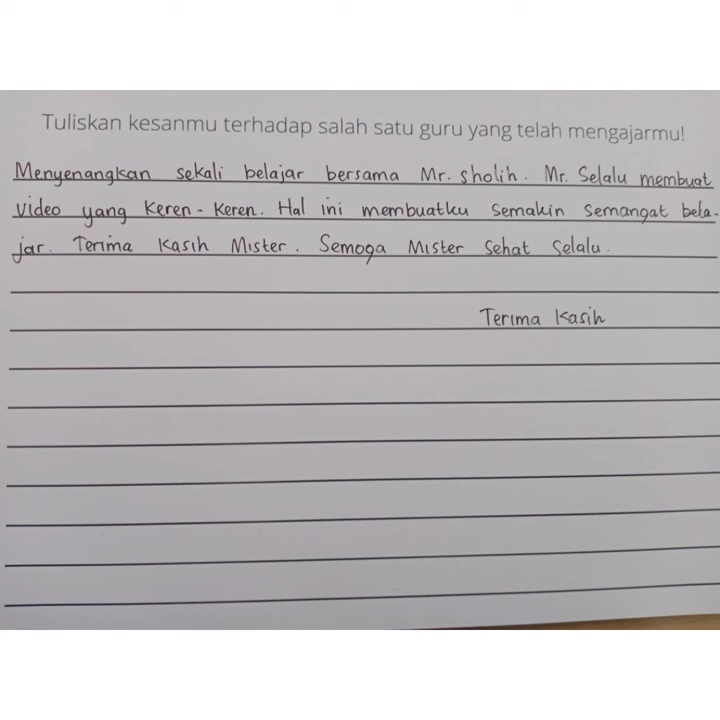 Tuliskan kesanmu terhadap salah satu guru yang telah mengajarmu!
Menyenangkan sekali belajar bersama Mr. Sholih. Mr. Selalu membuat
video yang Keren-Keren. Hal ini membuatku Semakin Semangat bela-
jar. Terima Kasih Mister. Semoga Mister Sehat Selalu.
Terima Kasih